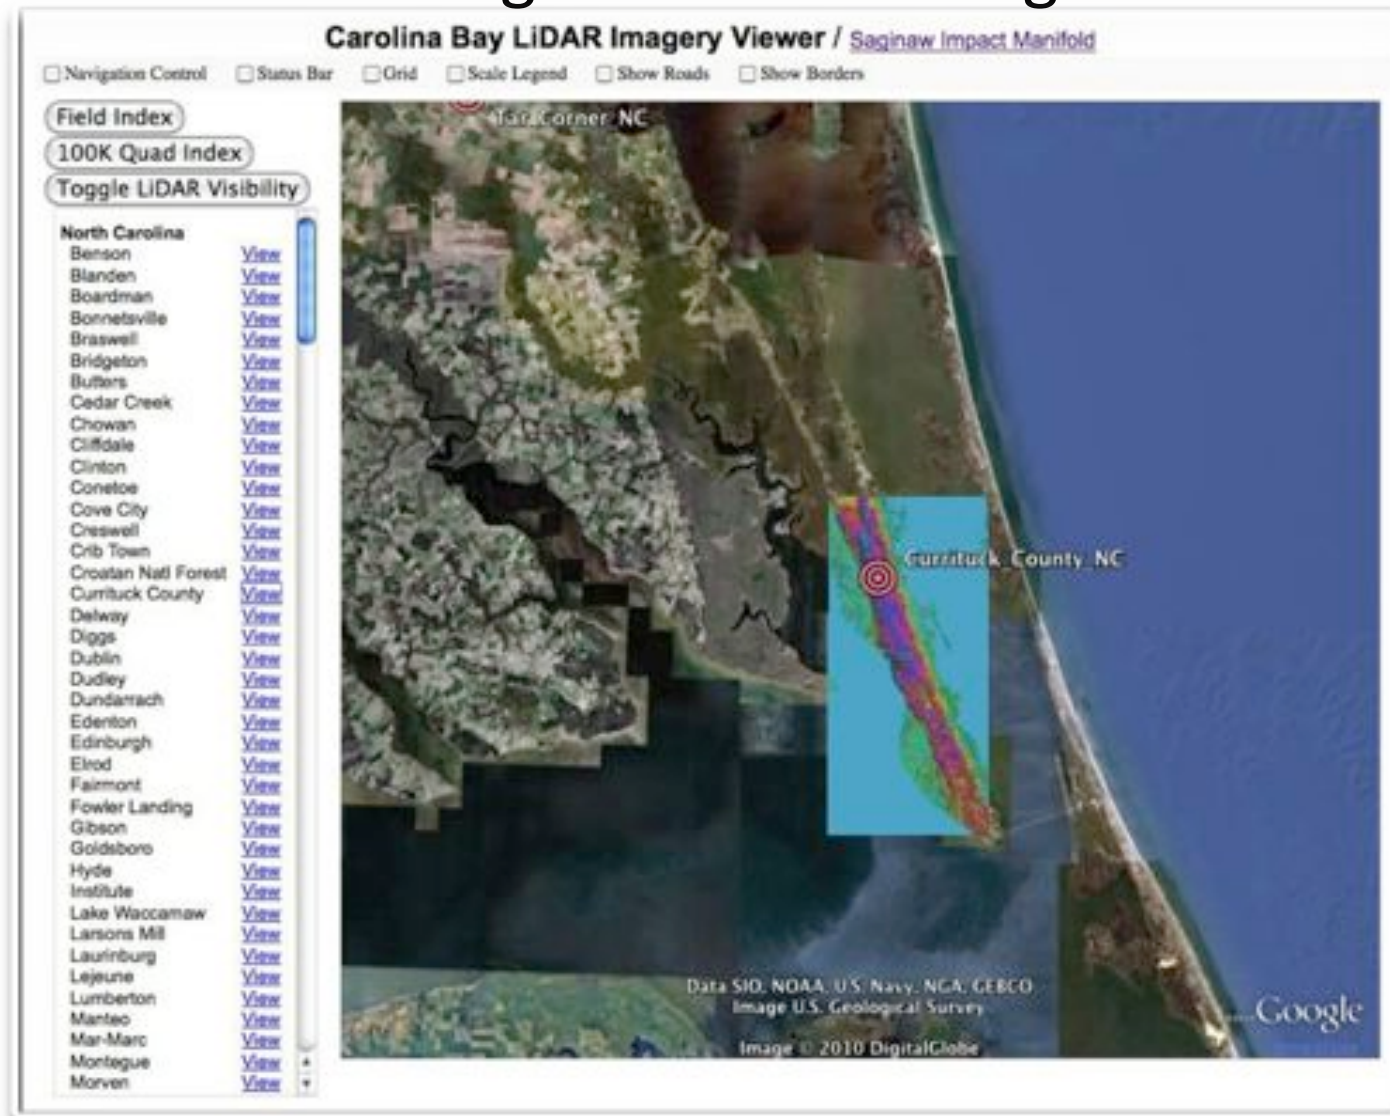 Carolina Bay LiDAR Imagery Viewer / Saginaw Impact Manifold
Navigation Control Status Bar Grid Scale Legend Show Roads Show Borders
Field Index
100K Quad Index
Toggle LiDAR Visibility
North Carolina
Benson View
Blanden View
Boardman View
Bonnetsville View
Braswell View
Bridgeton View
Butters View
Cedar Creek View
Chowan View
Cliffdale View
Clinton View
Conetoe View
Cove City View
Creswell View
Crib Town View
Croatan Natl Forest View
Currituck County View
Delway View
Diggs View
Dublin View
Dudley View
Dundarrach View
Edenton View
Edinburgh View
Elrod View
Fairmont View
Fowler Landing View
Gibson View
Goldsboro View
Hyde View
Institute View
Lake Waccamaw View
Larsons Mill View
Laurinburg View
Lejeune View
Lumberton View
Manteo View
Mar-Marc View
Montegue View
Morven View
Tar Corner NC
Currituck County NC
Data SIO, NOAA, U.S. Navy, NGA, GEBCO
Image U.S. Geological Survey
Image © 2010 DigitalGlobe
Google